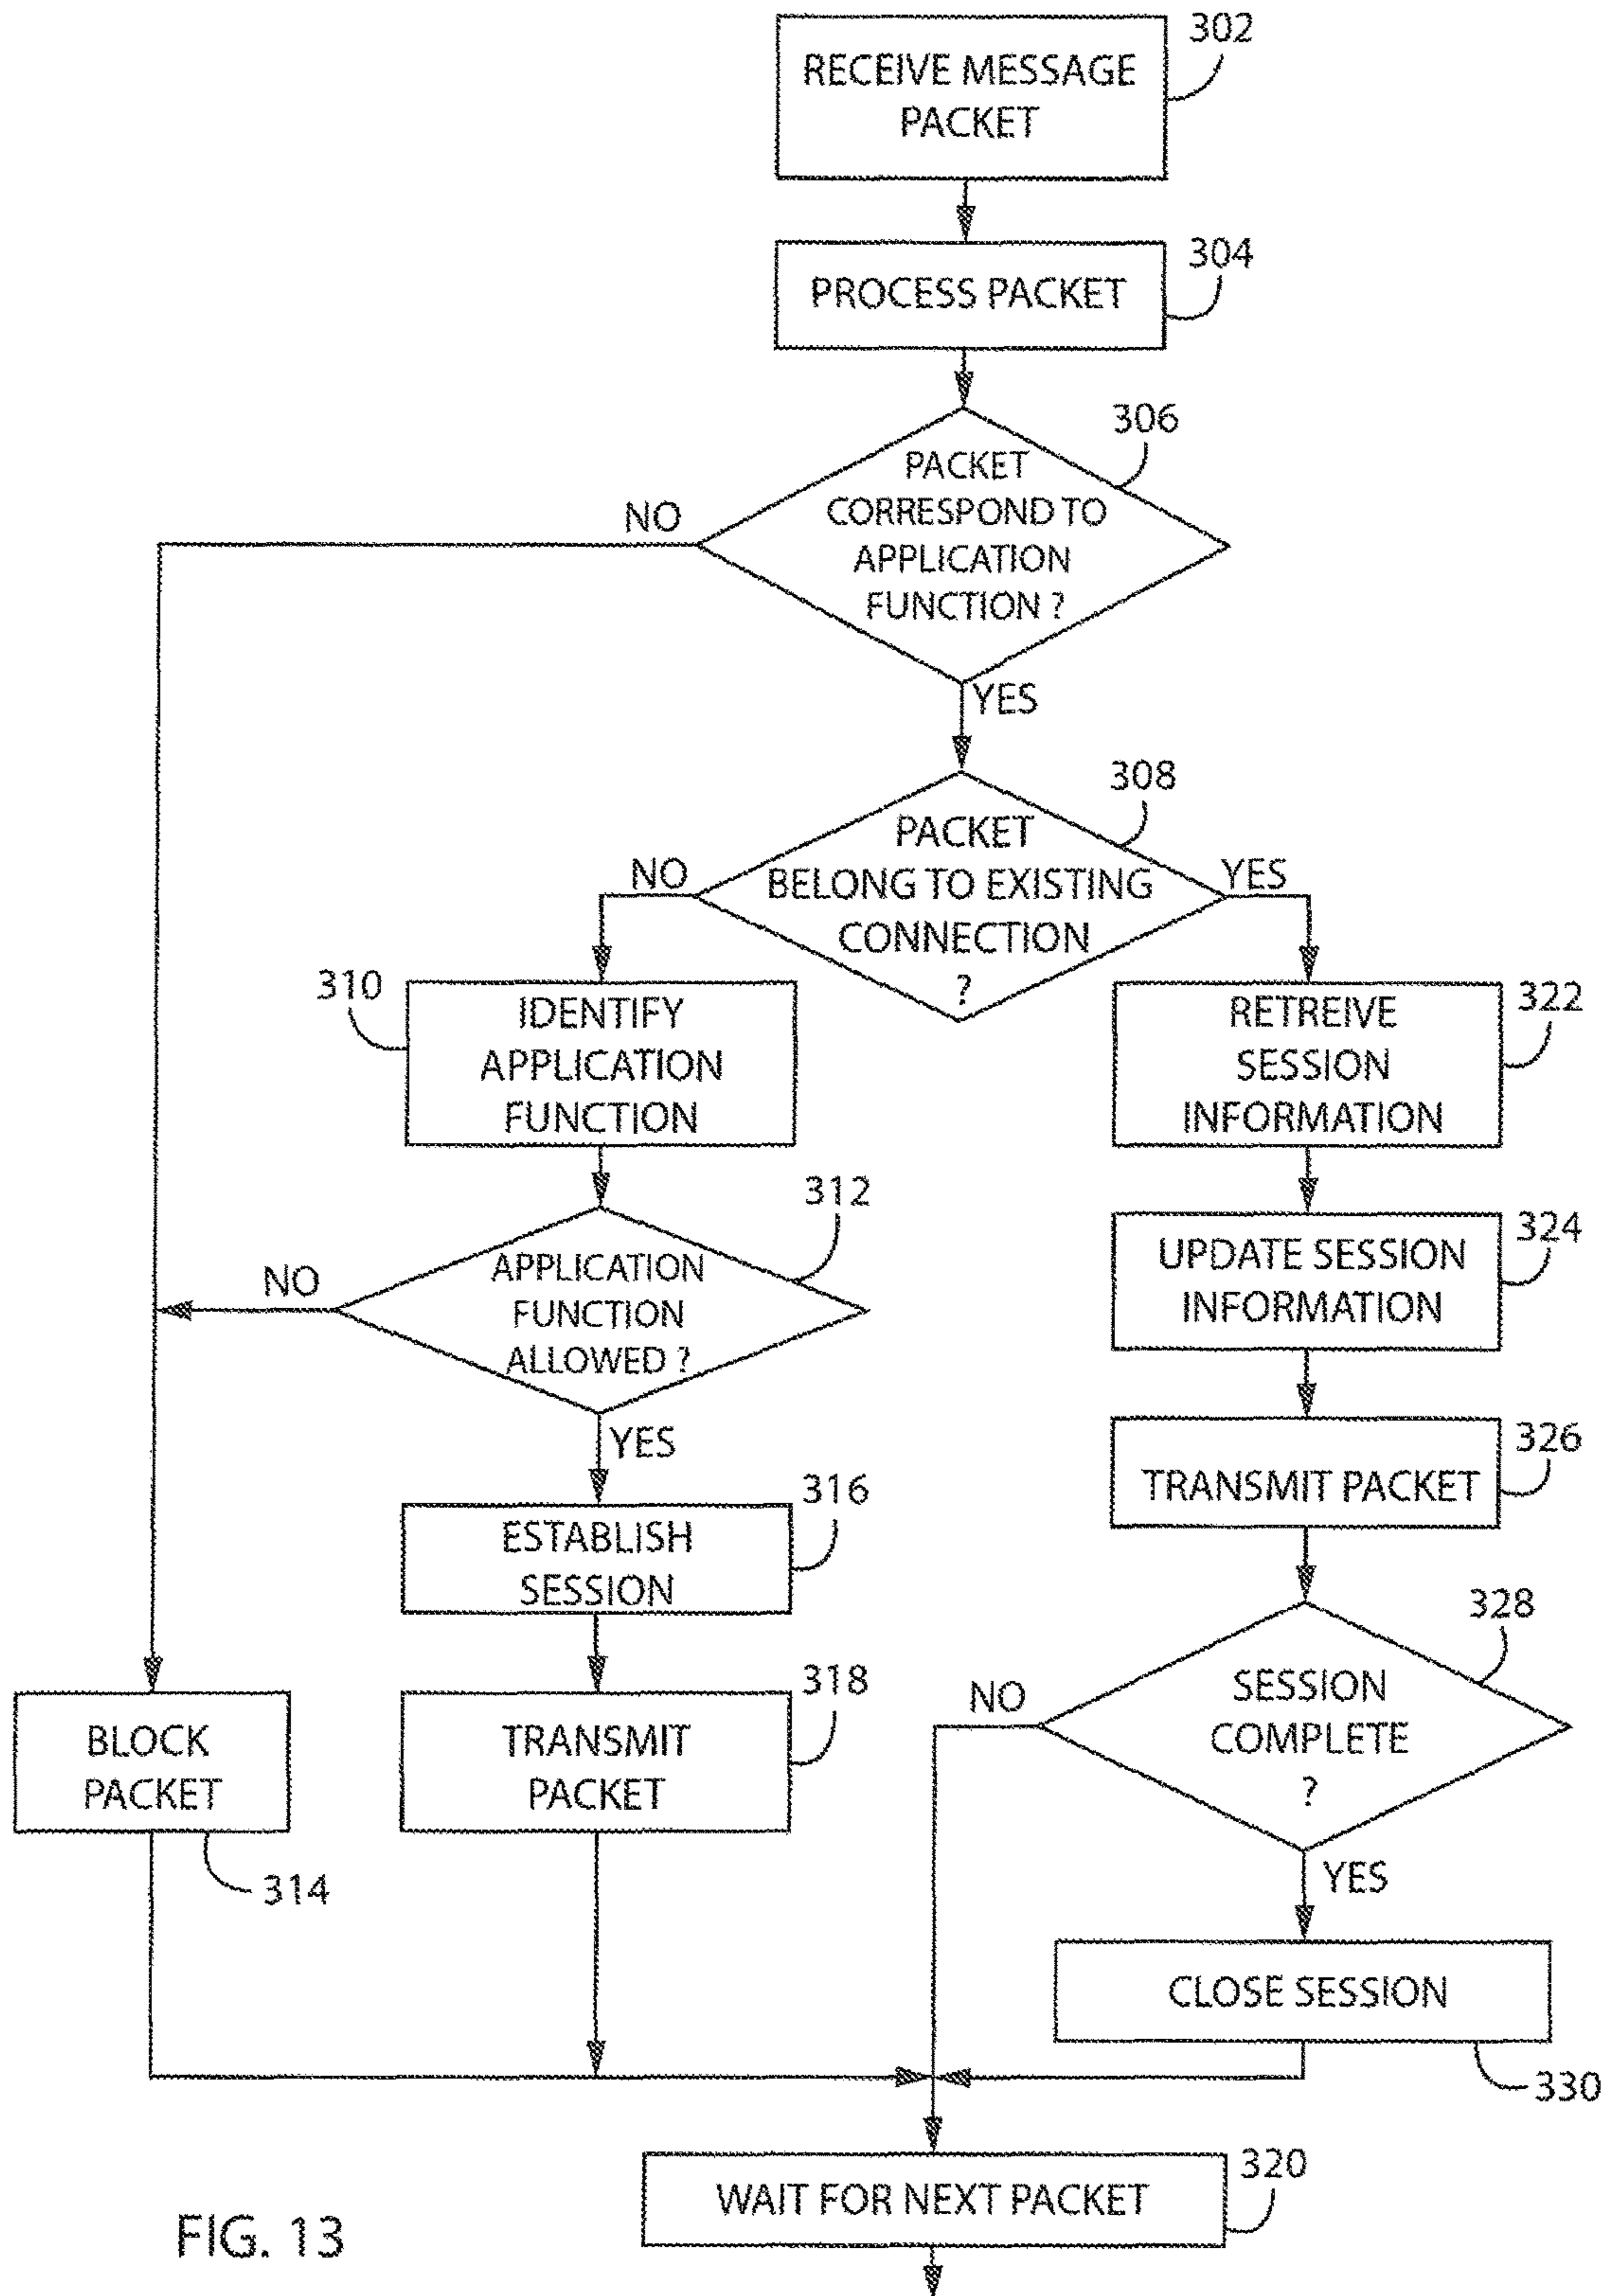 302
RECEIVE MESSAGE
PACKET
304
PROCESS PACKET
306
PACKET
CORRESPOND TO
APPLICATION
FUNCTION ?
NO
YES
308
PACKET
BELONG TO EXISTING
CONNECTION
?
NO
YES
310
IDENTIFY
APPLICATION
FUNCTION
322
RETREIVE
SESSION
INFORMATION
312
APPLICATION
FUNCTION
ALLOWED ?
NO
YES
324
UPDATE SESSION
INFORMATION
326
TRANSMIT PACKET
316
ESTABLISH
SESSION
328
SESSION
COMPLETE
?
NO
YES
318
TRANSMIT
PACKET
BLOCK
PACKET
314
CLOSE SESSION
330
320
WAIT FOR NEXT PACKET
FIG. 13